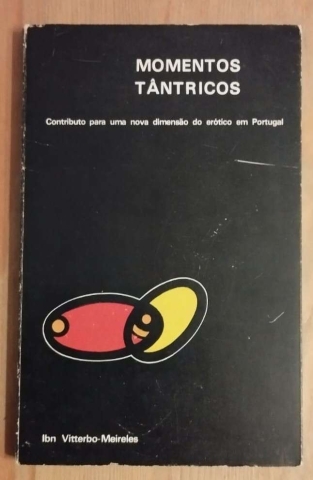 MOMENTOS
TÂNTRICOS
Contributo para uma nova dimensão do erótico em Portugal
Ibn Vitterbo-Meireles